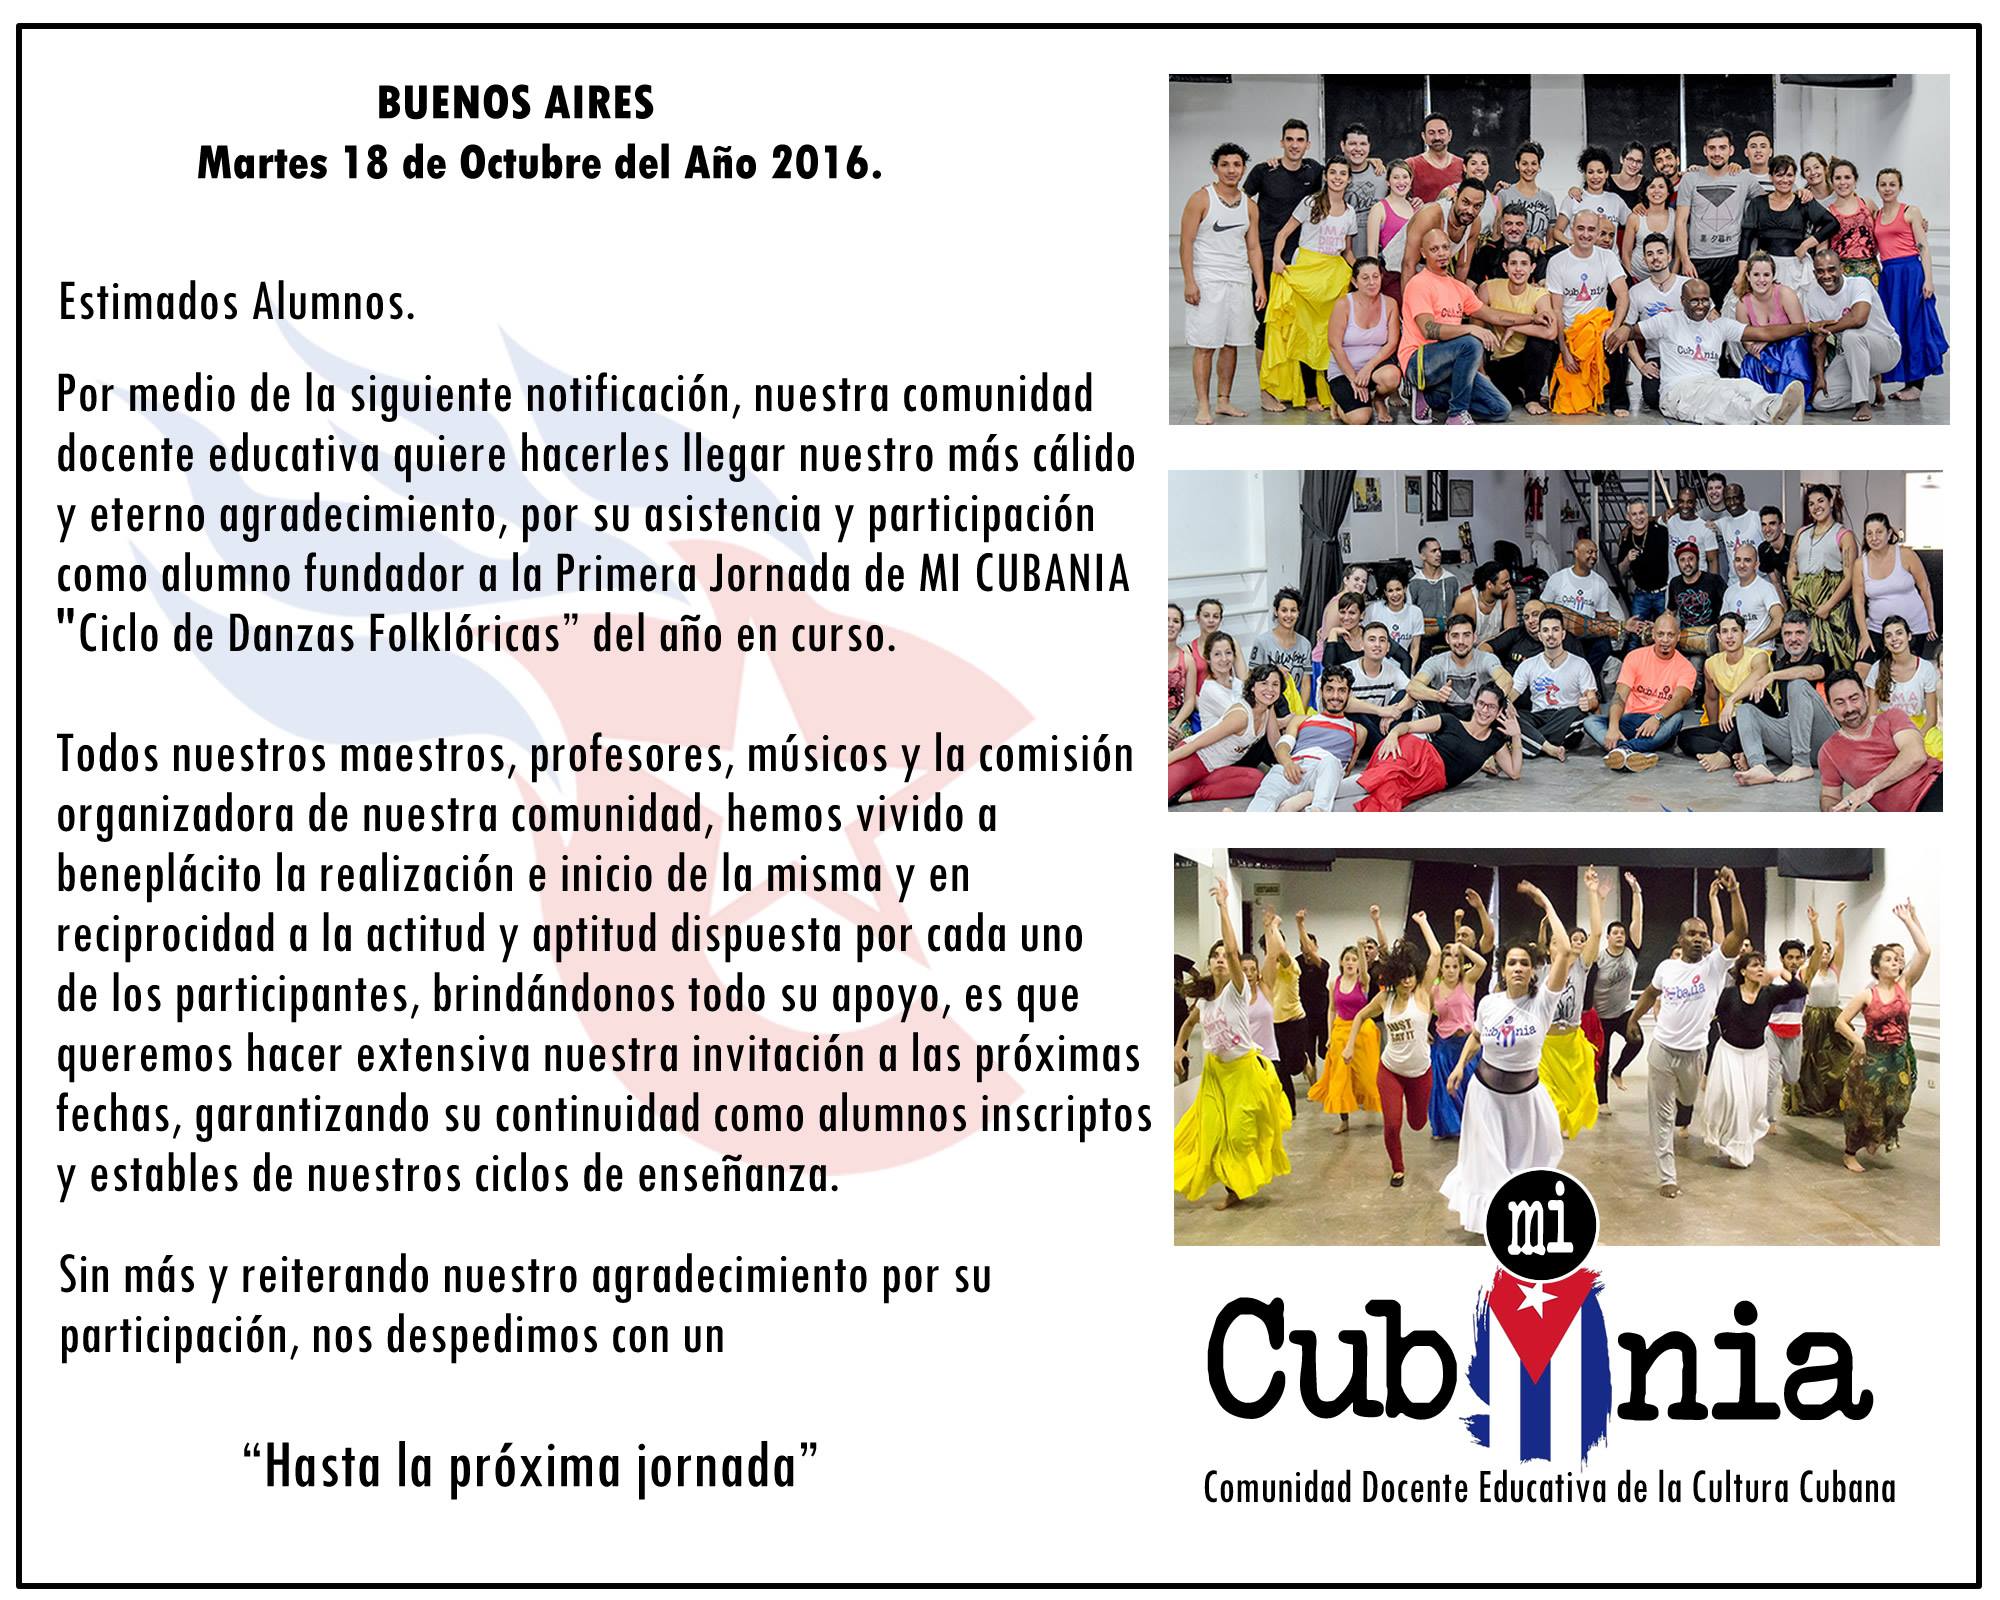 BUENOS AIRES
Martes 18 de Octubre del Año 2016.
Estimados Alumnos.
Por medio de la siguiente notificación, nuestra comunidad
docente educativa quiere hacerles llegar nuestro más cálido
y eterno agradecimiento, por su asistencia y participación
como alumno fundador a la Primera Jornada de MI CUBANIA
"Ciclo de Danzas Folklóricas” del año en curso.
Todos nuestros maestros, profesores, músicos y la comisión
organizadora de nuestra comunidad, hemos vivido a
beneplácito la realización e inicio de la misma y en
reciprocidad a la actitud y aptitud dispuesta por cada uno
de los participantes, brindándonos todo su apoyo, es que
queremos hacer extensiva nuestra invitación a las próximas
fechas, garantizando su continuidad como alumnos inscriptos
y estables de nuestros ciclos de enseñanza.
Sin más y reiterando nuestro agradecimiento por su
participación, nos despedimos con un
“Hasta la próxima jornada”
JUST
mi
Cubania
Comunidad Docente Educativa de la Cultura Cubana